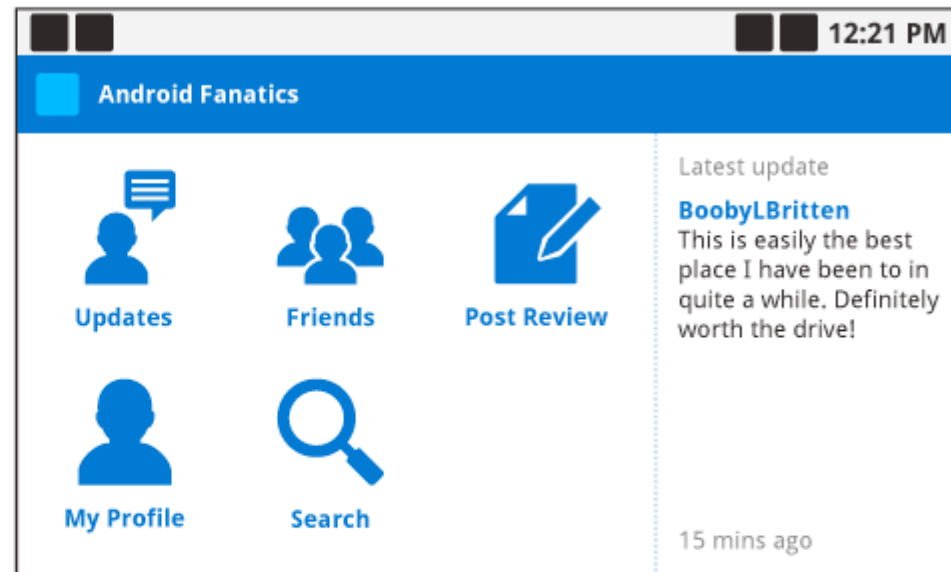 12:21 PM
Android Fanatics
Updates
Friends
Post Review
My Profile
Search
Latest update
BoobyLBritten
This is easily the best
place I have been to in
quite a while. Definitely
worth the drive!
15 mins ago